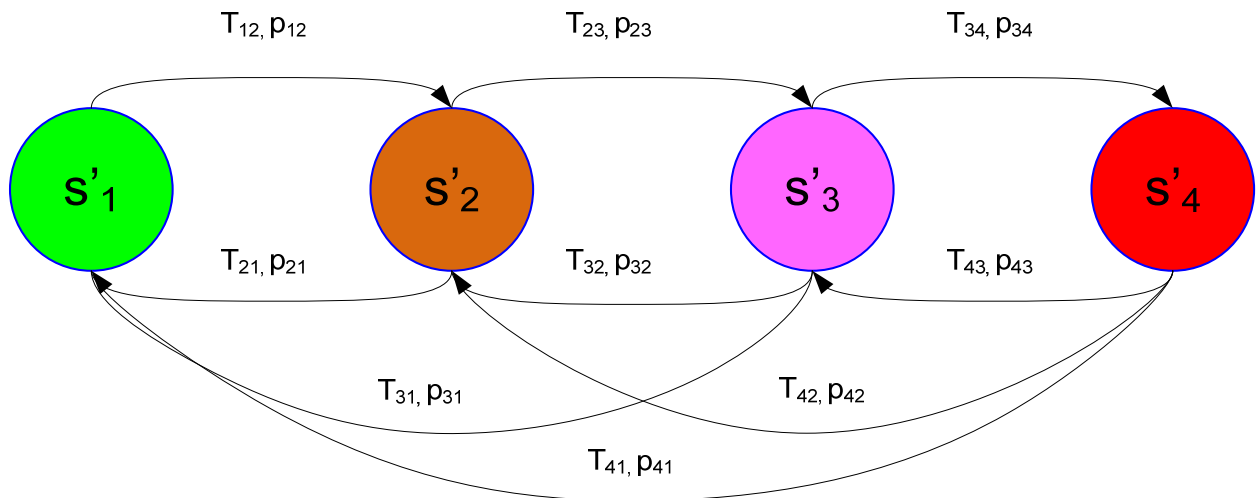 T₁₂, p₁₂ T₂₃, p₂₃ T₃₄, p₃₄
s’₁ s’₂ s’₃ s’₄
T₂₁, p₂₁ T₃₂, p₃₂ T₄₃, p₄₃
T₃₁, p₃₁ T₄₂, p₄₂
T₄₁, p₄₁